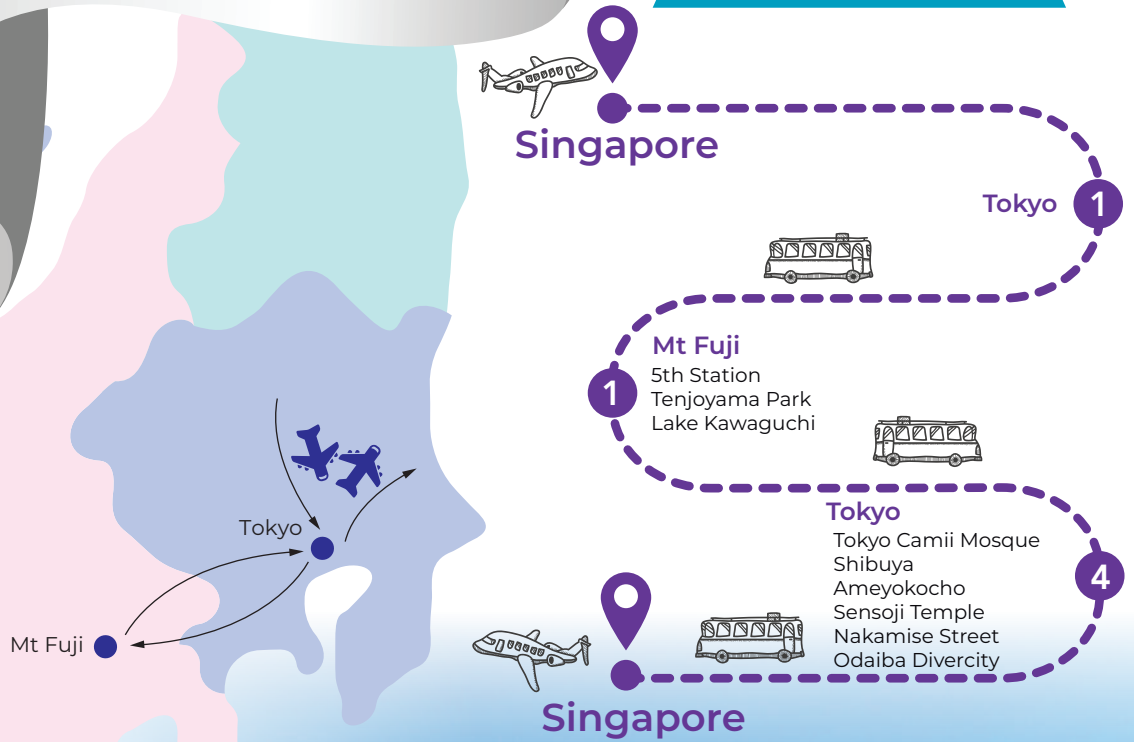 Singapore
Tokyo
1
Mt Fuji
1
5th Station
Tenjoyama Park
Lake Kawaguchi
Tokyo
4
Tokyo Camii Mosque
Shibuya
Ameyokocho
Sensoji Temple
Nakamise Street
Odaiba Divercity
Singapore
Tokyo
Mt Fuji